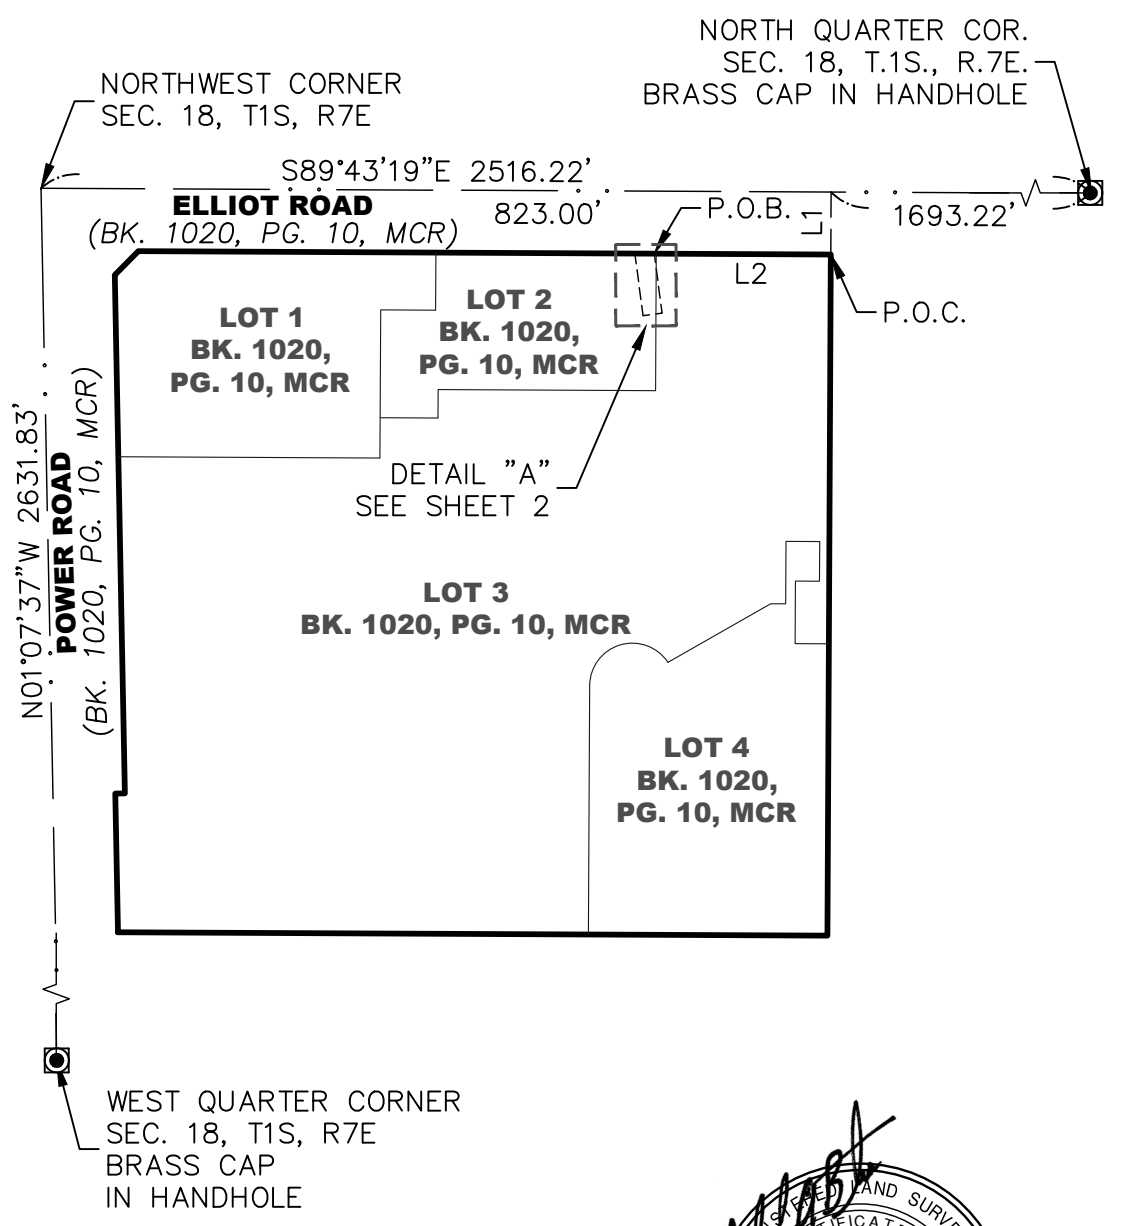 NORTH QUARTER COR.
SEC. 18, T.1S., R.7E.
BRASS CAP IN HANDHOLE
NORTHWEST CORNER
SEC. 18, T1S, R7E
S89°43'19"E 2516.22'
ELLIOT ROAD
(BK. 1020, PG. 10, MCR)
823.00'
P.O.B.
L1
1693.22'
L2
P.O.C.
LOT 1
BK. 1020,
PG. 10, MCR
LOT 2
BK. 1020,
PG. 10, MCR
N01°07'37"W 2631.83'
POWER ROAD
(BK. 1020, PG. 10, MCR)
DETAIL "A"
SEE SHEET 2
LOT 3
BK. 1020, PG. 10, MCR
LOT 4
BK. 1020,
PG. 10, MCR
WEST QUARTER CORNER
SEC. 18, T1S, R7E
BRASS CAP
IN HANDHOLE
LAND